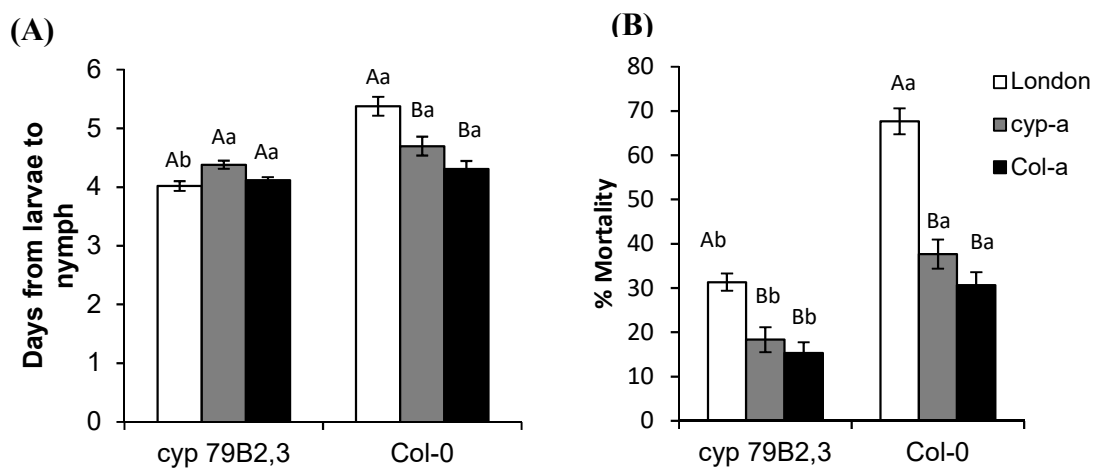 (A)
Days from larvae to
nymph
6
5
4
3
2
1
0
Ab
Aa
Aa
Aa
Ba
Ba
cyp 79B2,3
Col-0
(B)
% Mortality
80
70
60
50
40
30
20
10
0
Ab
Bb
Bb
Aa
Ba
Ba
cyp 79B2,3
Col-0
London
cyp-a
Col-a